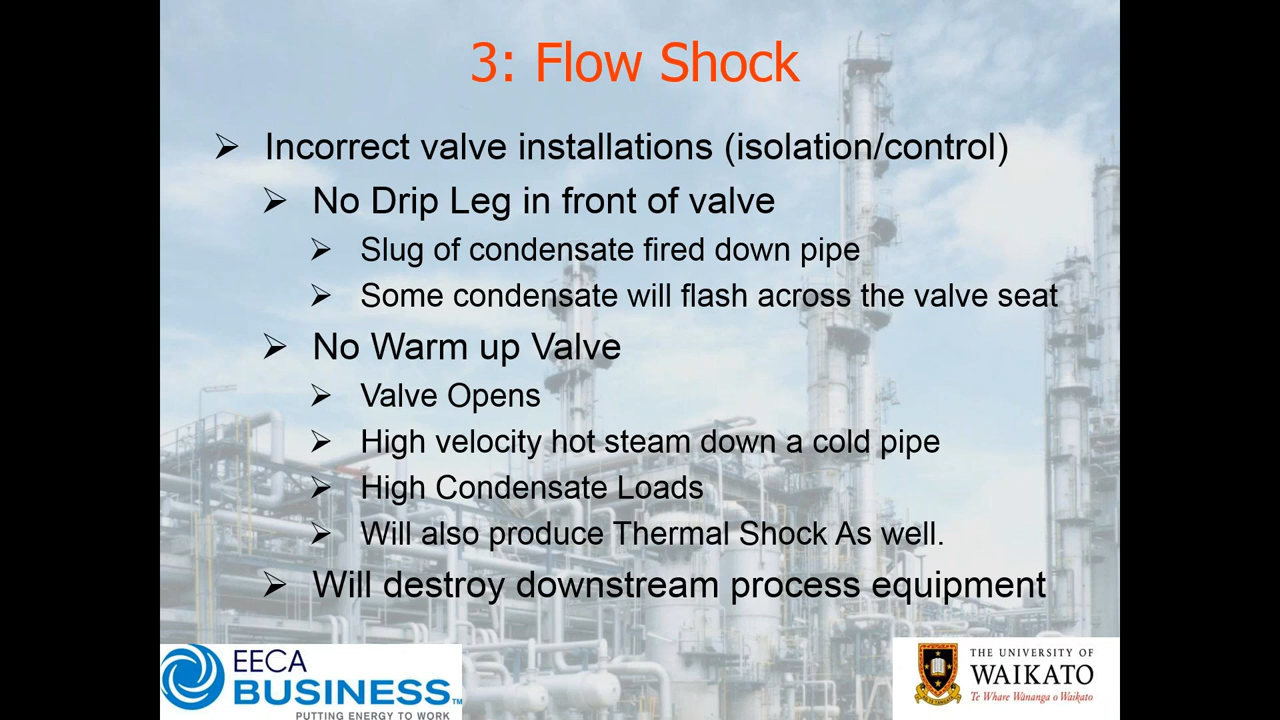 3: Flow Shock
Incorrect valve installations (isolation/control)
No Drip Leg in front of valve
Slug of condensate fired down pipe
Some condensate will flash across the valve seat
No Warm up Valve
Valve Opens
High velocity hot steam down a cold pipe
High Condensate Loads
Will also produce Thermal Shock As well.
Will destroy downstream process equipment
EECA
BUSINESS™
PUTTING ENERGY TO WORK
THE UNIVERSITY OF
WAIKATO
Te Whare Wānanga o Waikato